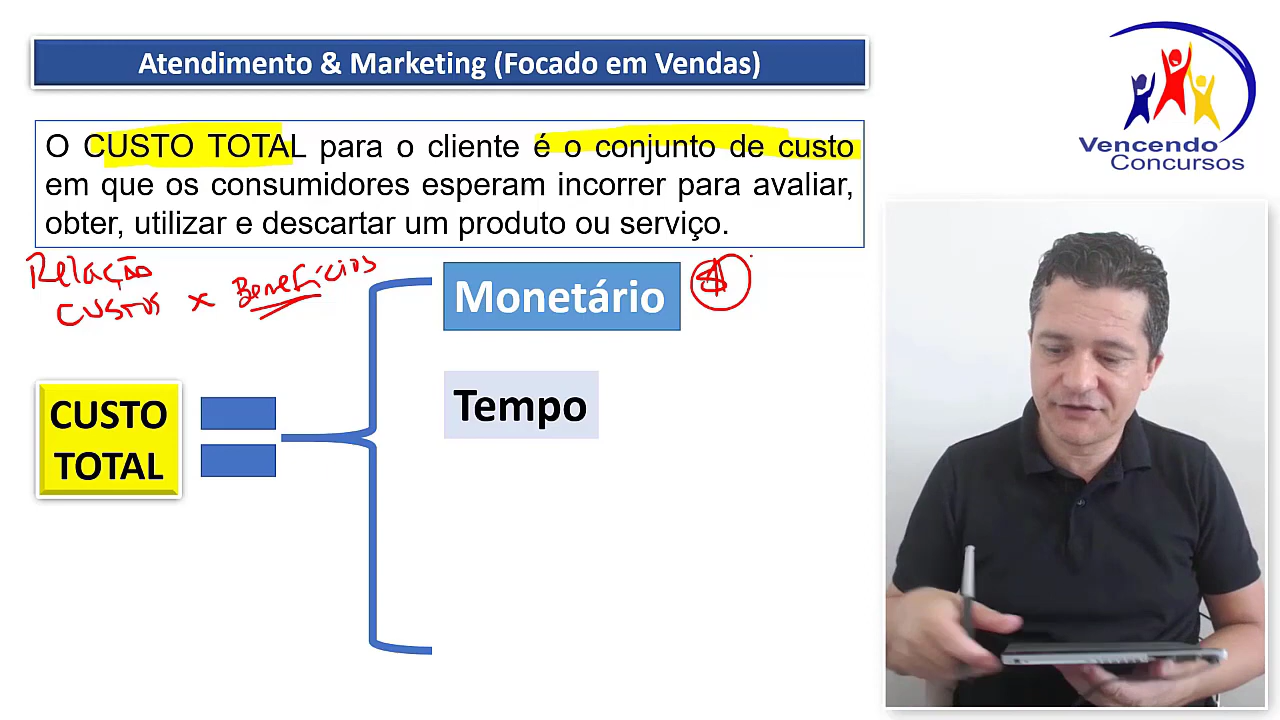 Atendimento & Marketing (Focado em Vendas)
Vencendo
Concursos
O CUSTO TOTAL para o cliente é o conjunto de custo
em que os consumidores esperam incorrer para avaliar,
obter, utilizar e descartar um produto ou serviço.
Relação
Custos x Benefícios
Monetário $
Tempo
CUSTO
TOTAL